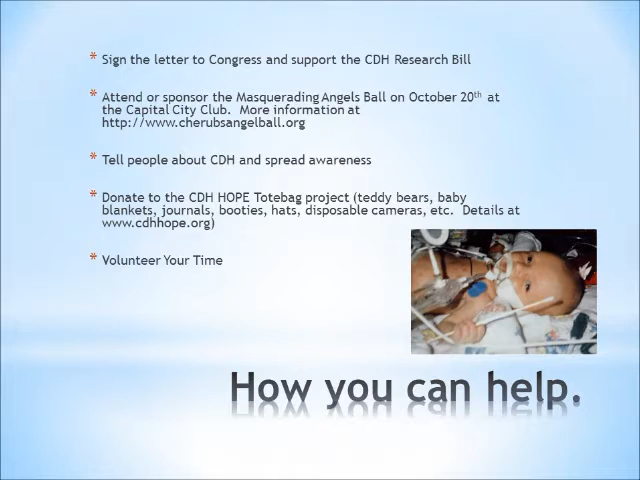 * Sign the letter to Congress and support the CDH Research Bill
* Attend or sponsor the Masquerading Angels Ball on October 20th at
the Capital City Club. More information at
http://www.cherubsangelball.org
* Tell people about CDH and spread awareness
* Donate to the CDH HOPE Totebag project (teddy bears, baby
blankets, journals, booties, hats, disposable cameras, etc. Details at
www.cdhhope.org)
* Volunteer Your Time
How you can help.